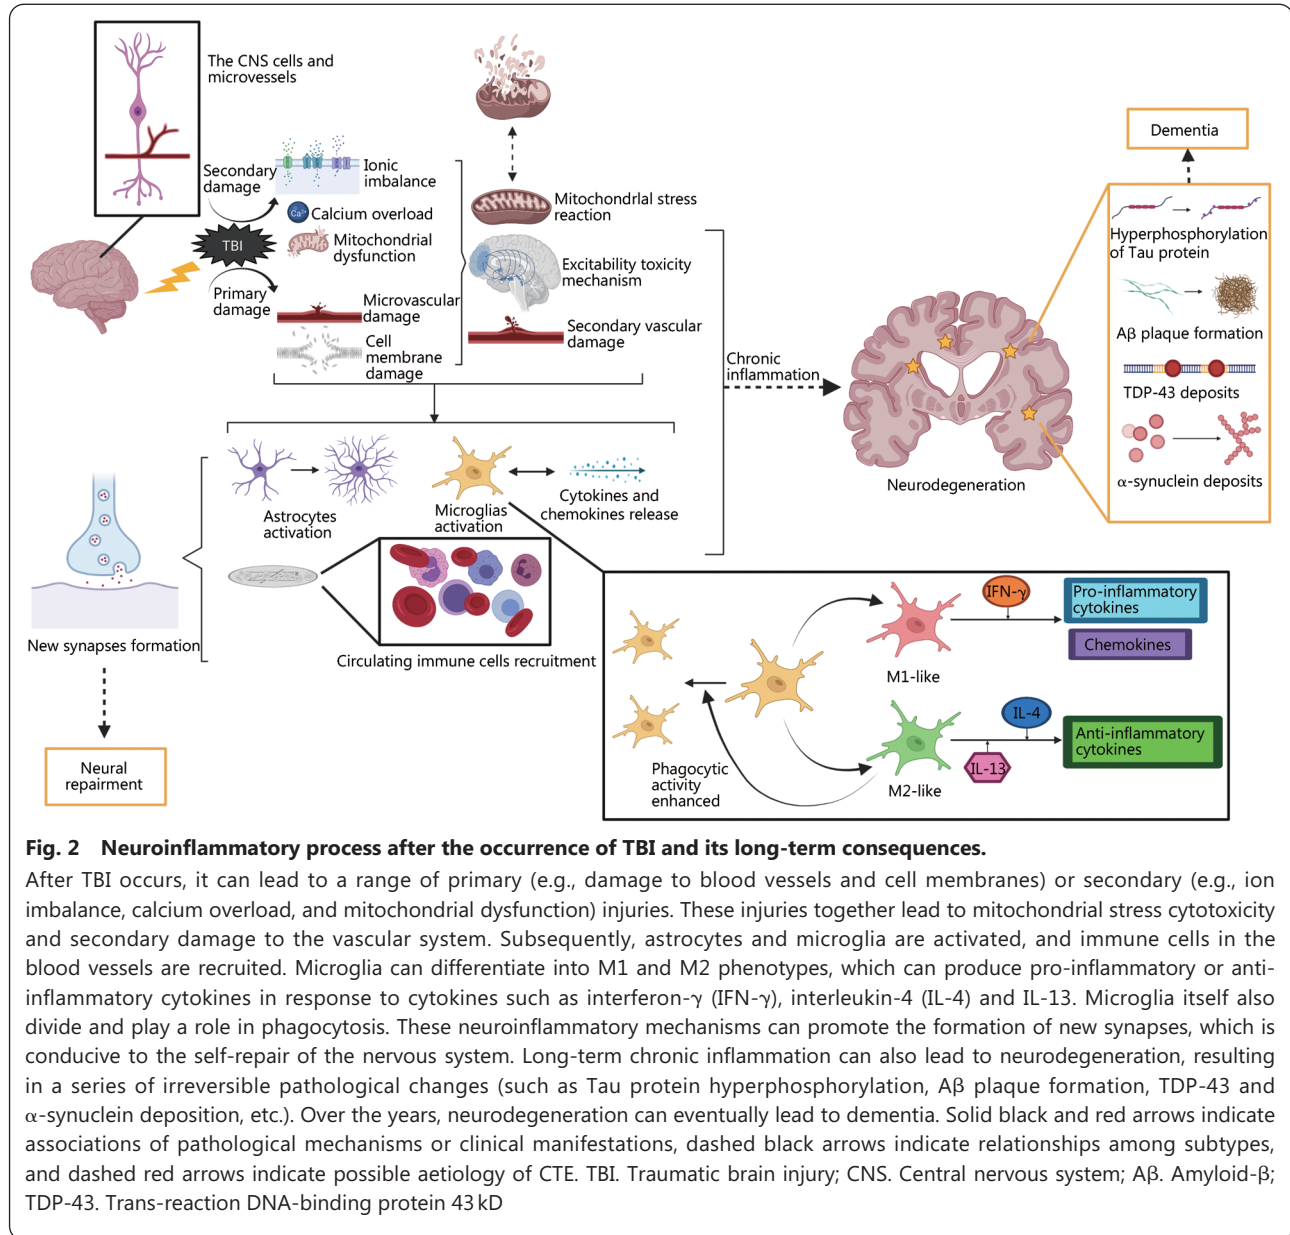 The CNS cells and
microvessels
Secondary
damage
TBI
Primary
damage
Ionic
imbalance
Ca²⁺
Calcium overload
Mitochondrial
dysfunction
Microvascular
damage
Cell
membrane
damage
Mitochondrlal stress
reaction
Excitability toxicity
mechanism
Secondary vascular
damage
Chronic
inflammation
Neurodegeneration
Dementia
Hyperphosphorylation
of Tau protein
Aβ plaque formation
TDP-43 deposits
α-synuclein deposits
Astrocytes
activation
Microglias
activation
Cytokines and
chemokines release
Circulating immune cells recruitment
New synapses formation
Neural
repairment
Phagocytic
activity
enhanced
M1-like
IFN-γ
Pro-inflammatory
cytokines
Chemokines
M2-like
IL-4
IL-13
Anti-inflammatory
cytokines
Fig. 2 Neuroinflammatory process after the occurrence of TBI and its long-term consequences.
After TBI occurs, it can lead to a range of primary (e.g., damage to blood vessels and cell membranes) or secondary (e.g., ion
imbalance, calcium overload, and mitochondrial dysfunction) injuries. These injuries together lead to mitochondrial stress cytotoxicity
and secondary damage to the vascular system. Subsequently, astrocytes and microglia are activated, and immune cells in the
blood vessels are recruited. Microglia can differentiate into M1 and M2 phenotypes, which can produce pro-inflammatory or anti-
inflammatory cytokines in response to cytokines such as interferon-γ (IFN-γ), interleukin-4 (IL-4) and IL-13. Microglia itself also
divide and play a role in phagocytosis. These neuroinflammatory mechanisms can promote the formation of new synapses, which is
conducive to the self-repair of the nervous system. Long-term chronic inflammation can also lead to neurodegeneration, resulting
in a series of irreversible pathological changes (such as Tau protein hyperphosphorylation, Aβ plaque formation, TDP-43 and
α-synuclein deposition, etc.). Over the years, neurodegeneration can eventually lead to dementia. Solid black and red arrows indicate
associations of pathological mechanisms or clinical manifestations, dashed black arrows indicate relationships among subtypes,
and dashed red arrows indicate possible aetiology of CTE. TBI. Traumatic brain injury; CNS. Central nervous system; Aβ. Amyloid-β;
TDP-43. Trans-reaction DNA-binding protein 43 kD